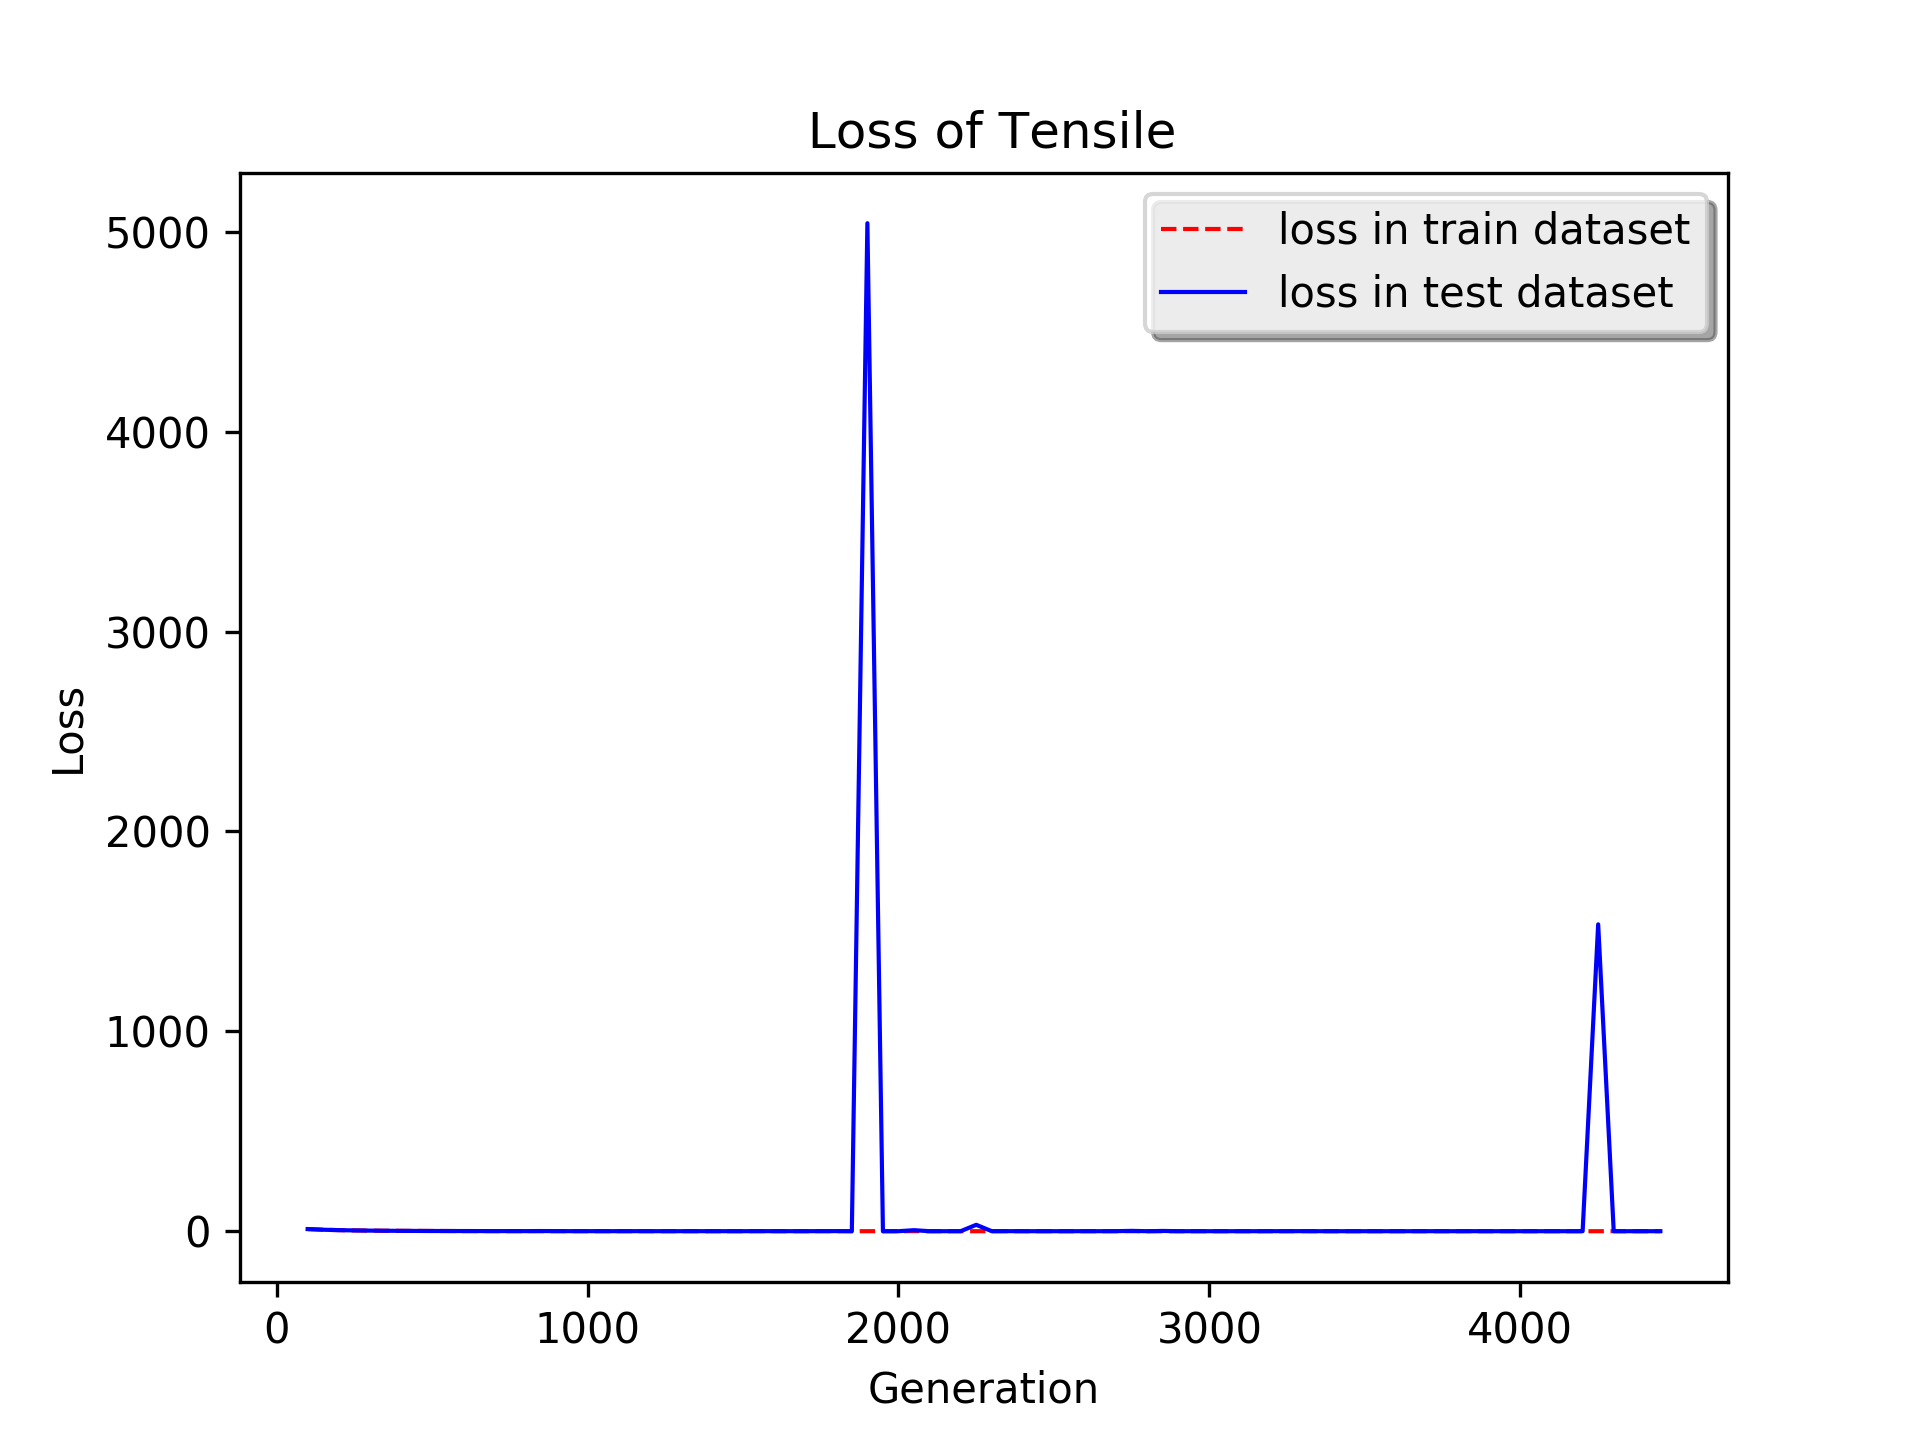 Loss of Tensile
loss in train dataset
loss in test dataset
5000
4000
3000
2000
1000
0
Loss
0 1000 2000 3000 4000
Generation